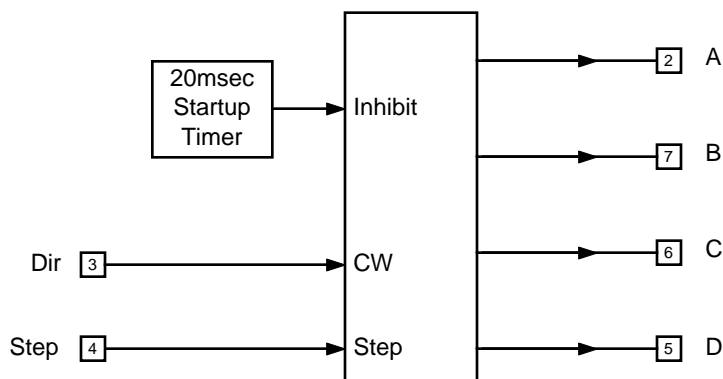 20msec
Startup
Timer
Inhibit
2 A
7 B
Dir 3 CW
6 C
Step 4 Step
5 D